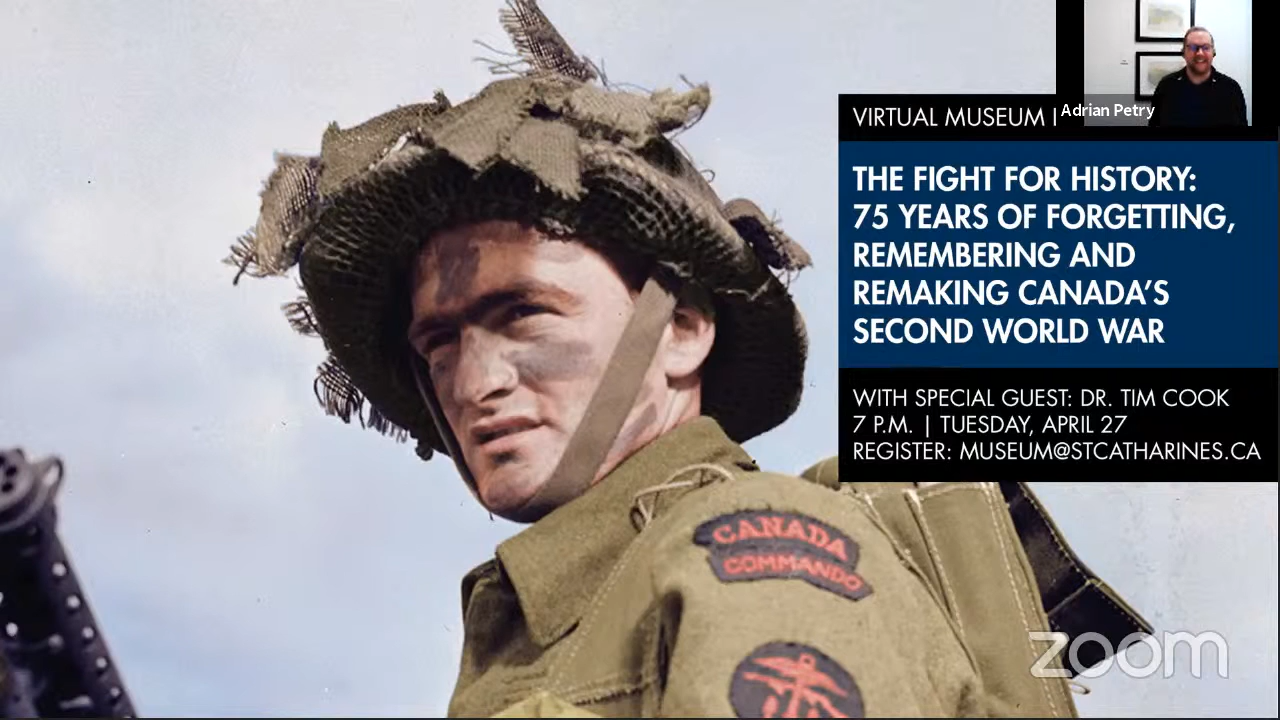 Adrian Petry
VIRTUAL MUSEUM
THE FIGHT FOR HISTORY:
75 YEARS OF FORGETTING,
REMEMBERING AND
REMAKING CANADA'S
SECOND WORLD WAR
WITH SPECIAL GUEST: DR. TIM COOK
7 P.M. | TUESDAY, APRIL 27
REGISTER: MUSEUM@STCATHARINES.CA
CANADA
COMMANDO
zoom